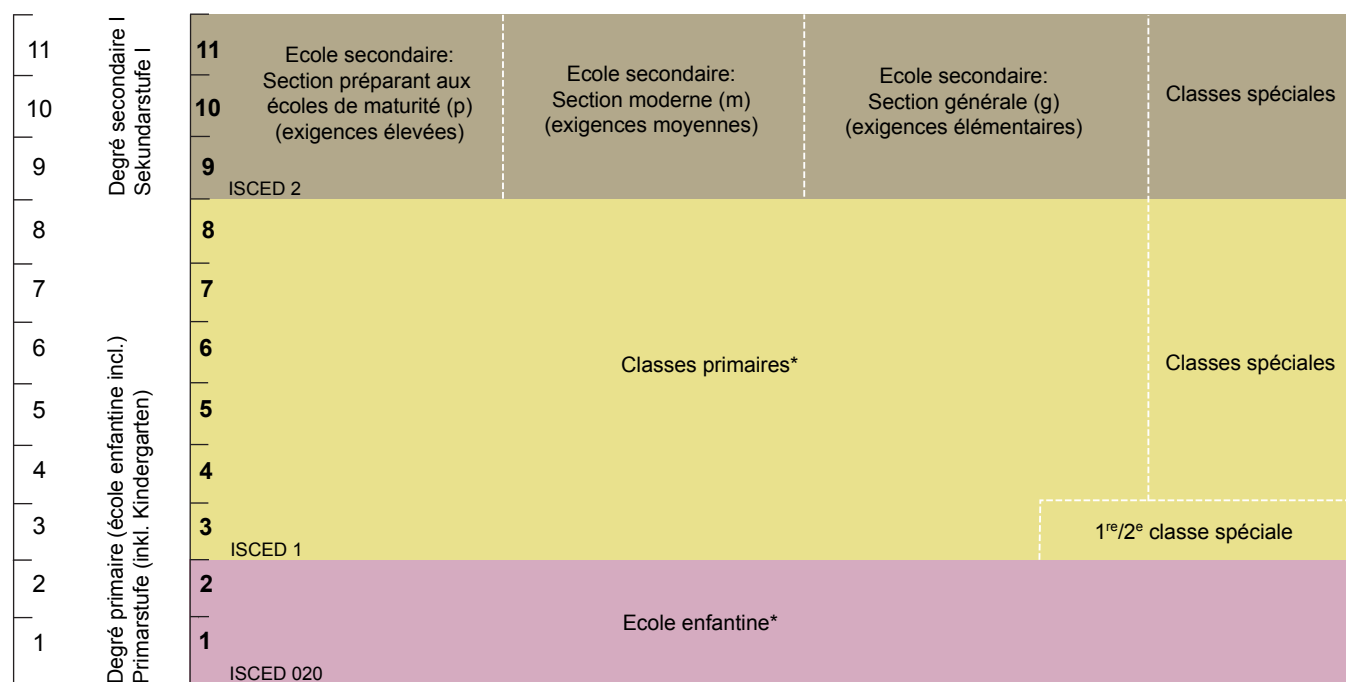 11
10
9
8
7
6
5
4
3
2
1
Degré secondaire I
Sekundarstufe I
Degré primaire (école enfantine incl.)
Primarstufe (inkl. Kindergarten)
11
10
9
8
7
6
5
4
3
2
1
Ecole secondaire:
Section préparant aux
écoles de maturité (p)
(exigences élevées)
Ecole secondaire:
Section moderne (m)
(exigences moyennes)
Ecole secondaire:
Section générale (g)
(exigences élémentaires)
Classes spéciales
ISCED 2
Classes primaires*
Classes spéciales
1re/2e classe spéciale
ISCED 1
Ecole enfantine*
ISCED 020